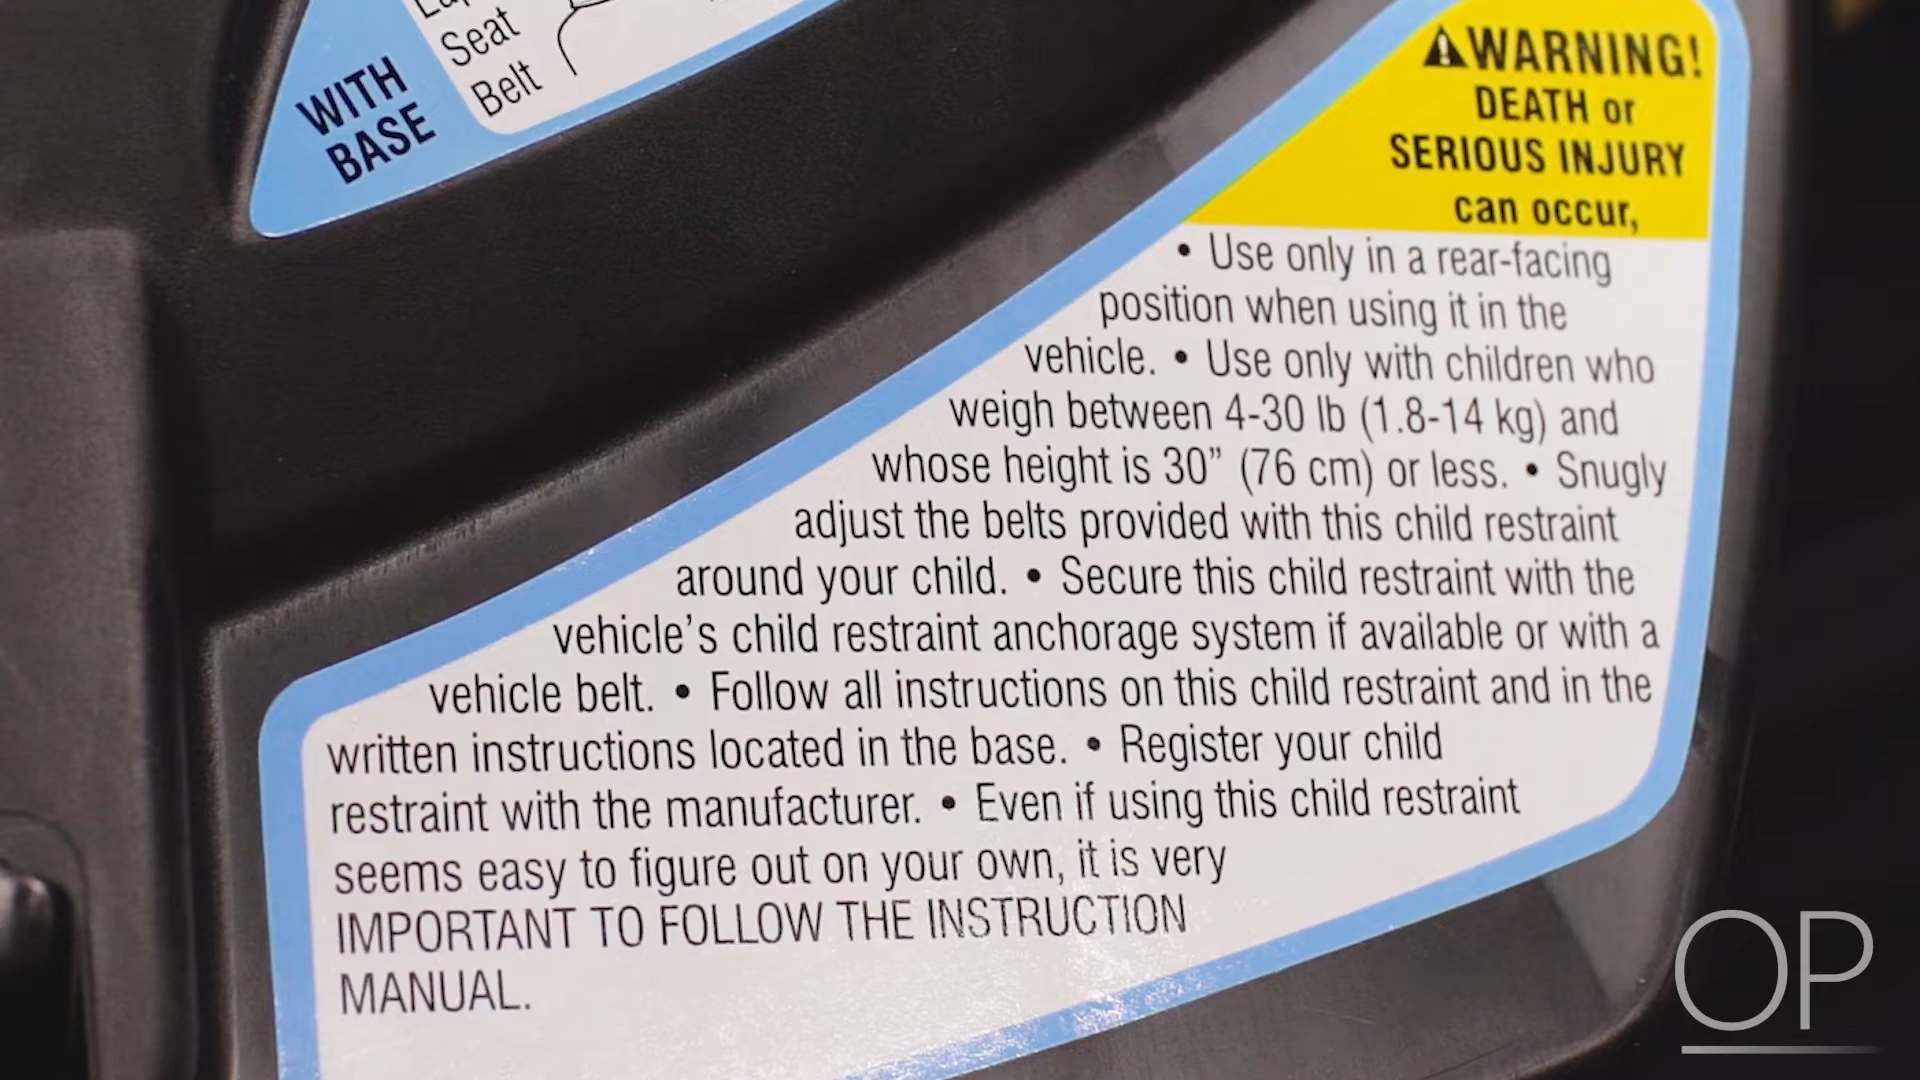 Seat
Belt
WITH
BASE
WARNING!
DEATH or
SERIOUS INJURY
can occur,
• Use only in a rear-facing
position when using it in the
vehicle. • Use only with children who
weigh between 4-30 lb (1.8-14 kg) and
whose height is 30” (76 cm) or less. • Snugly
adjust the belts provided with this child restraint
around your child. • Secure this child restraint with the
vehicle’s child restraint anchorage system if available or with a
vehicle belt. • Follow all instructions on this child restraint and in the
written instructions located in the base. • Register your child
restraint with the manufacturer. • Even if using this child restraint
seems easy to figure out on your own, it is very
IMPORTANT TO FOLLOW THE INSTRUCTION
MANUAL.
OP